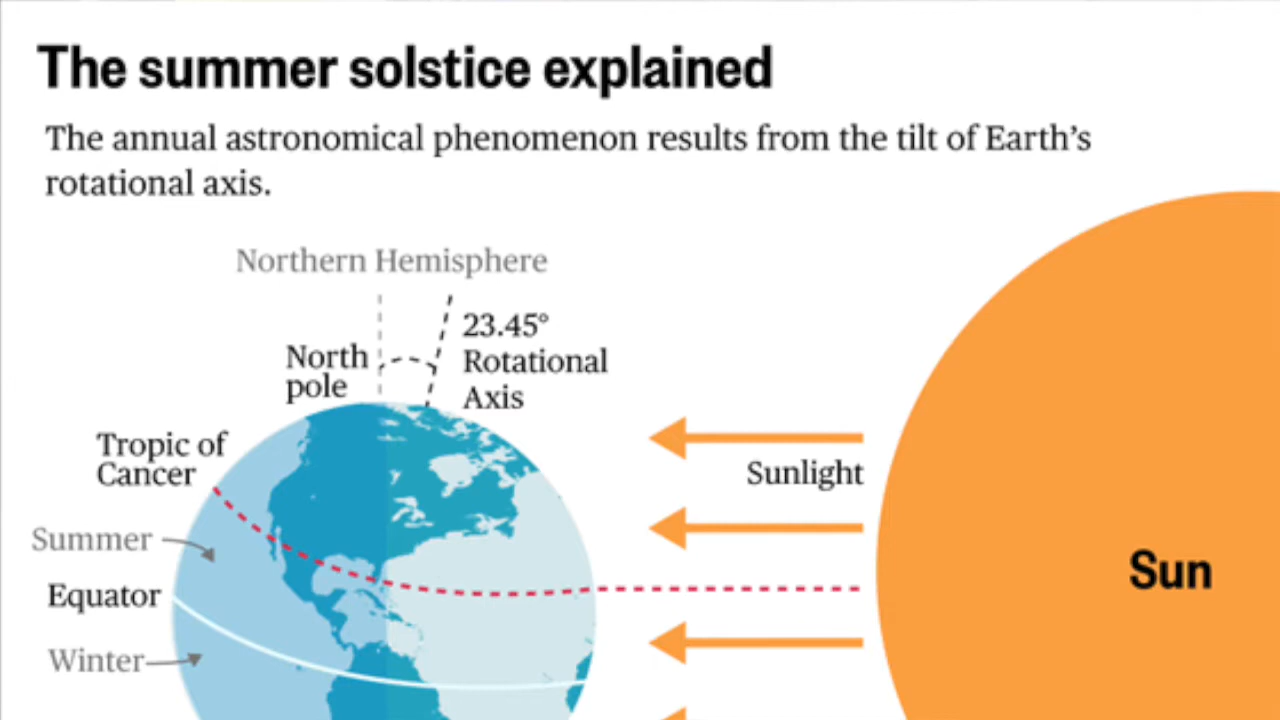 The summer solstice explained
The annual astronomical phenomenon results from the tilt of Earth’s
rotational axis.
Northern Hemisphere
23.45°
Rotational
Axis
North
pole
Tropic of
Cancer
Sunlight
Summer
Equator
Sun
Winter